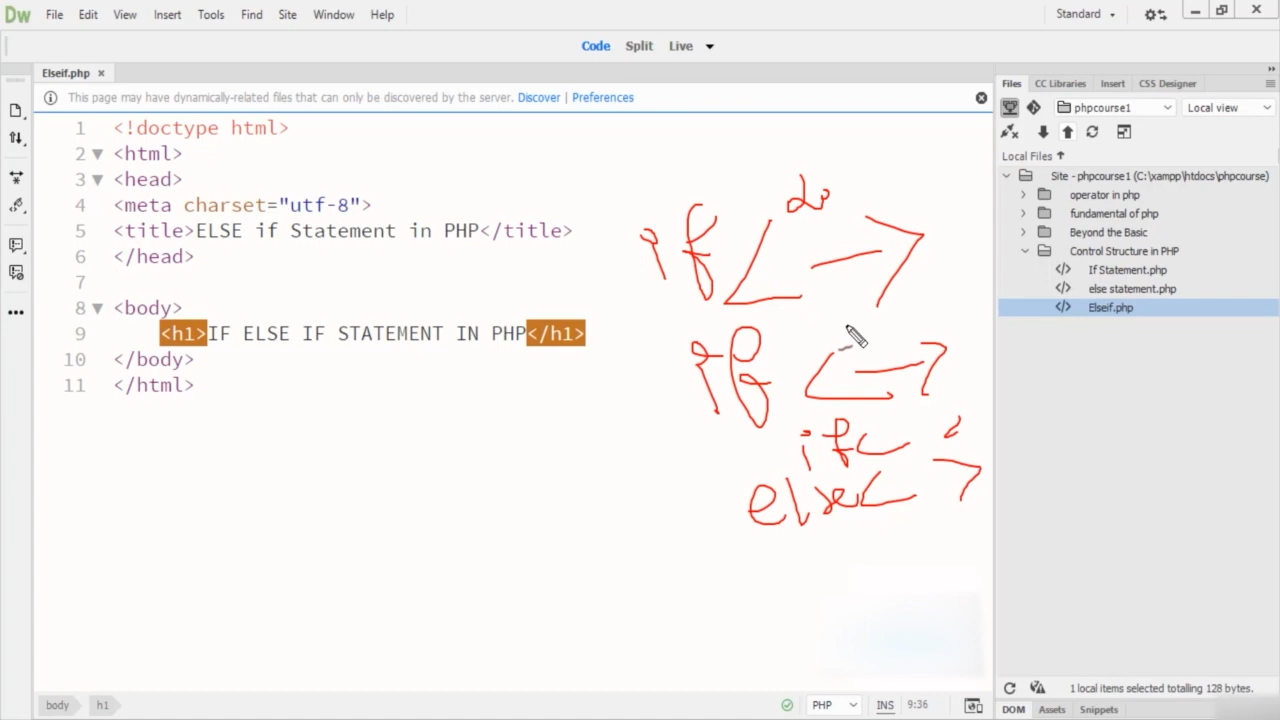 Dw File Edit View Insert Tools Find Site Window Help Standard
Code Split Live
Elseif.php
This page may have dynamically-related files that can only be discovered by the server. Discover | Preferences
1 <!doctype html>
2 <html>
3 <head>
4 <meta charset="utf-8">
5 <title>ELSE if Statement in PHP</title>
6 </head>
7
8 <body>
9 <h1>IF ELSE IF STATEMENT IN PHP</h1>
10 </body>
11 </html>
if
if
if
else
body h1
PHP INS 9:36
Files CC Libraries Insert CSS Designer
phpcourse1 Local view
Local Files
Site - phpcourse1 (C:\xampp\htdocs\phpcourse)
operator in php
fundamental of php
Beyond the Basic
Control Structure in PHP
If Statement.php
else statement.php
Elseif.php
1 local items selected totalling 128 bytes.
DOM Assets Snippets